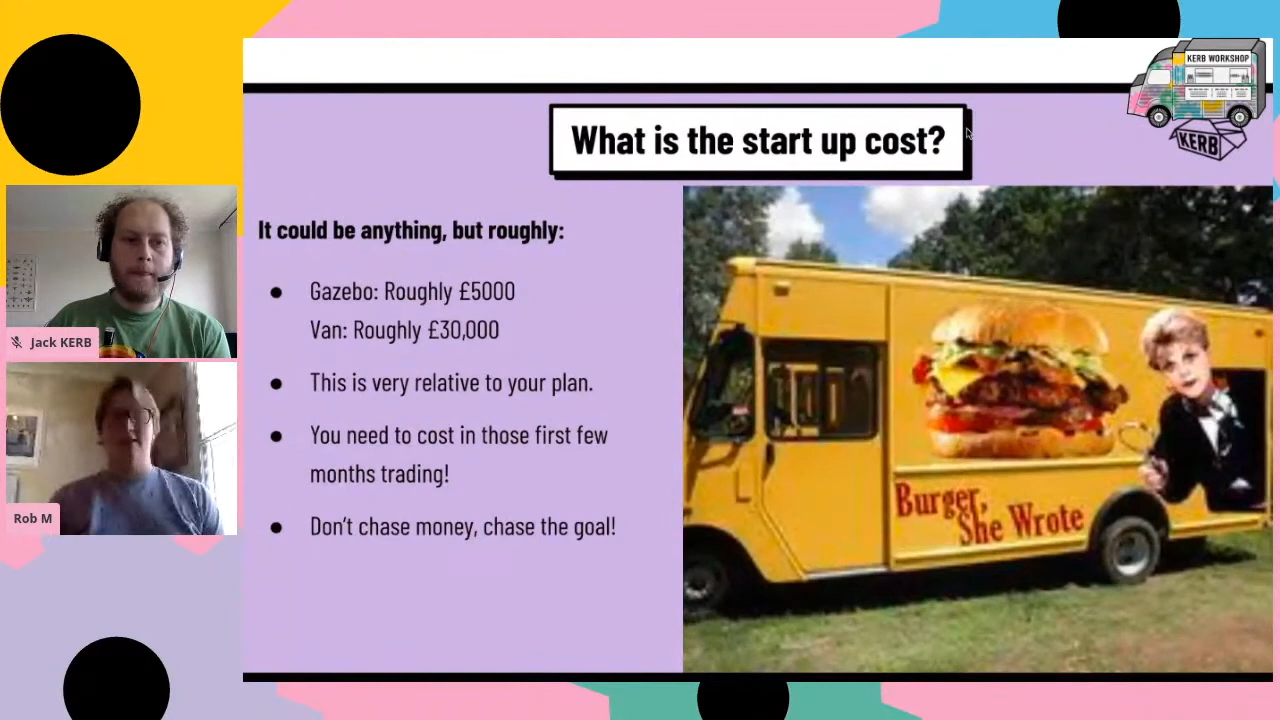 KERB WORKSHOP
KERB
What is the start up cost?
It could be anything, but roughly:
● Gazebo: Roughly £5000
Van: Roughly £30,000
● This is very relative to your plan.
● You need to cost in those first few
months trading!
● Don't chase money, chase the goal!
Burger,
She Wrote
Jack KERB
Rob M